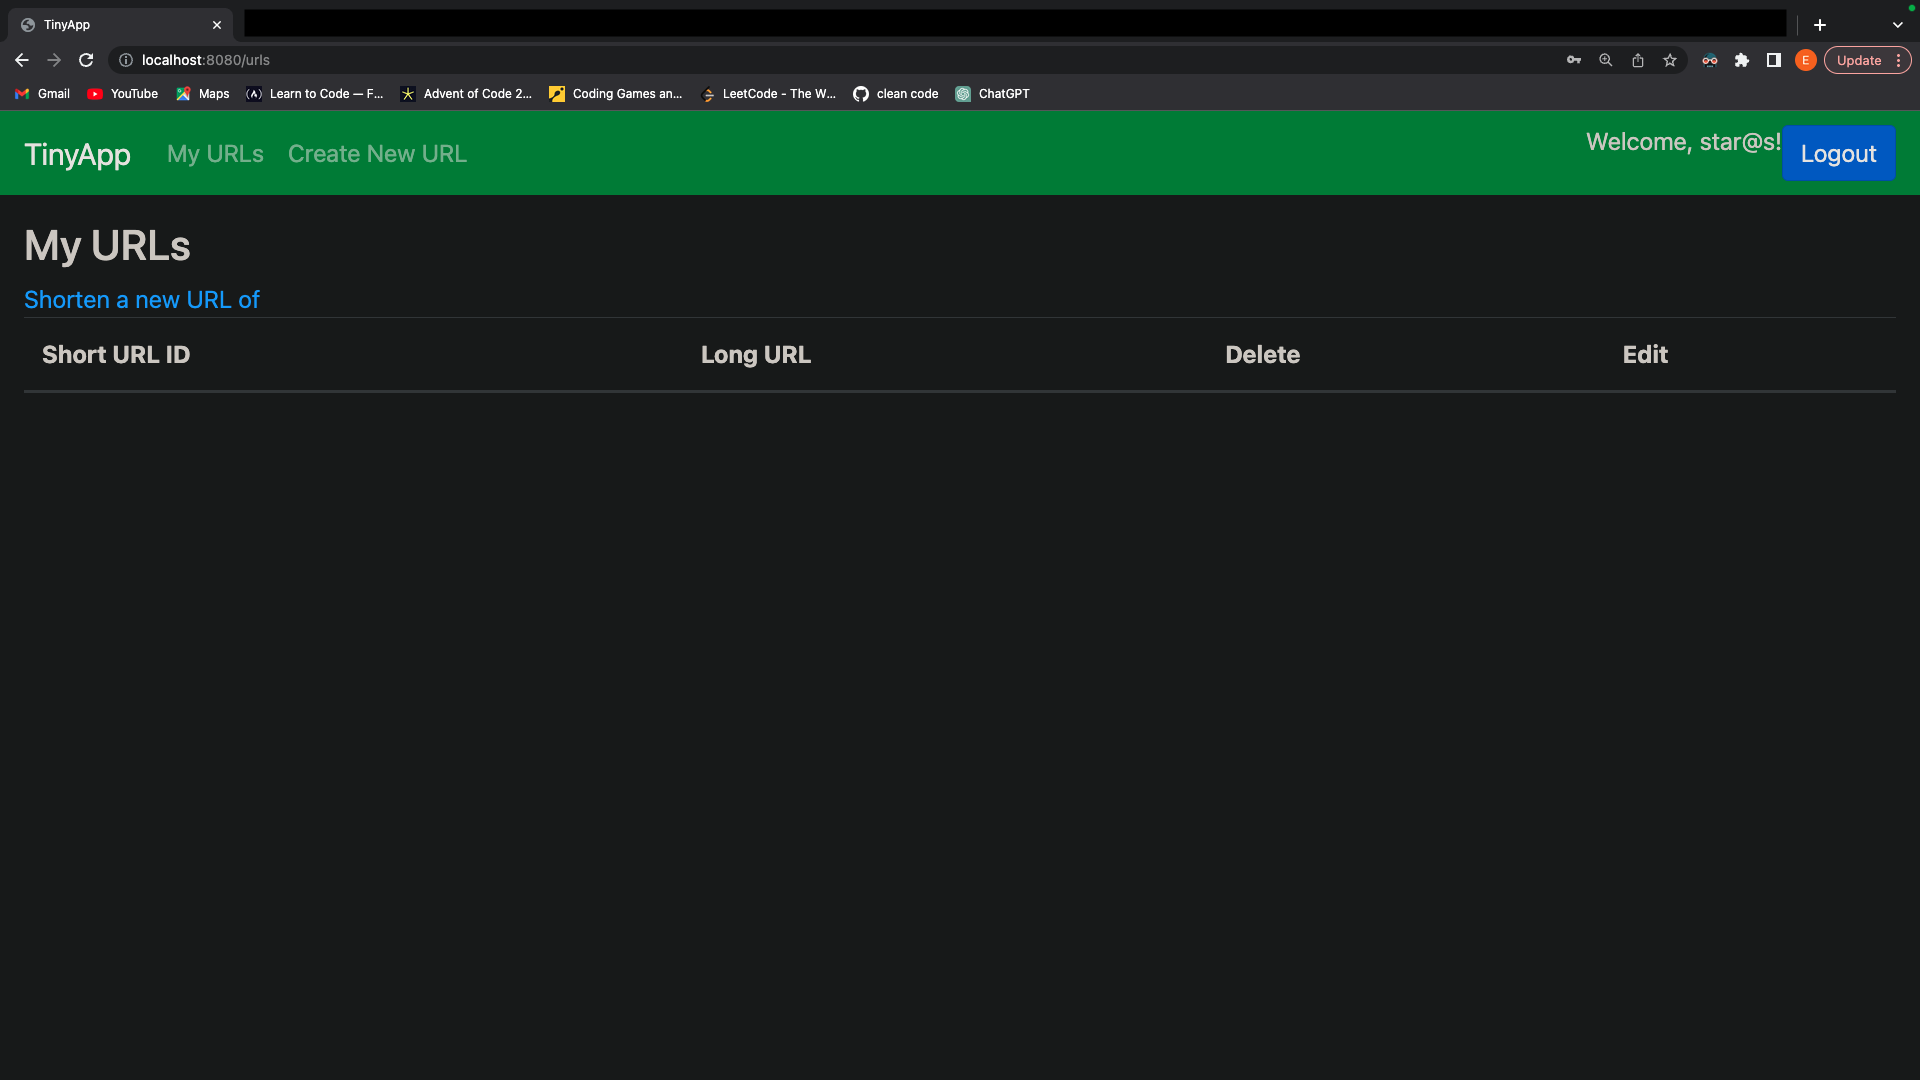 TinyApp
localhost:8080/urls
E
Update
Gmail YouTube Maps Learn to Code — F... Advent of Code 2... Coding Games an... LeetCode - The W... clean code ChatGPT
TinyApp My URLs Create New URL Welcome, star@s! Logout
My URLs
Shorten a new URL of
Short URL ID Long URL Delete Edit